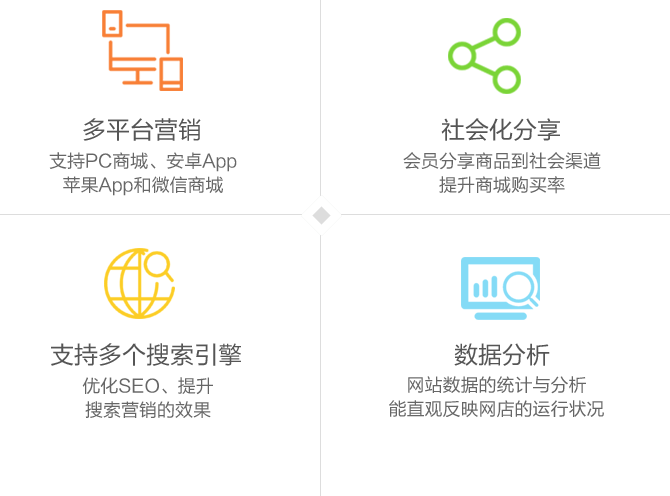 多平台营销
支持PC商城、安卓App
苹果App和微信商城
社会化分享
会员分享商品到社会渠道
提升商城购买率
支持多个搜索引擎
优化SEO、提升
搜索营销的效果
数据分析
网站数据的统计与分析
能直观反映网店的运行状况